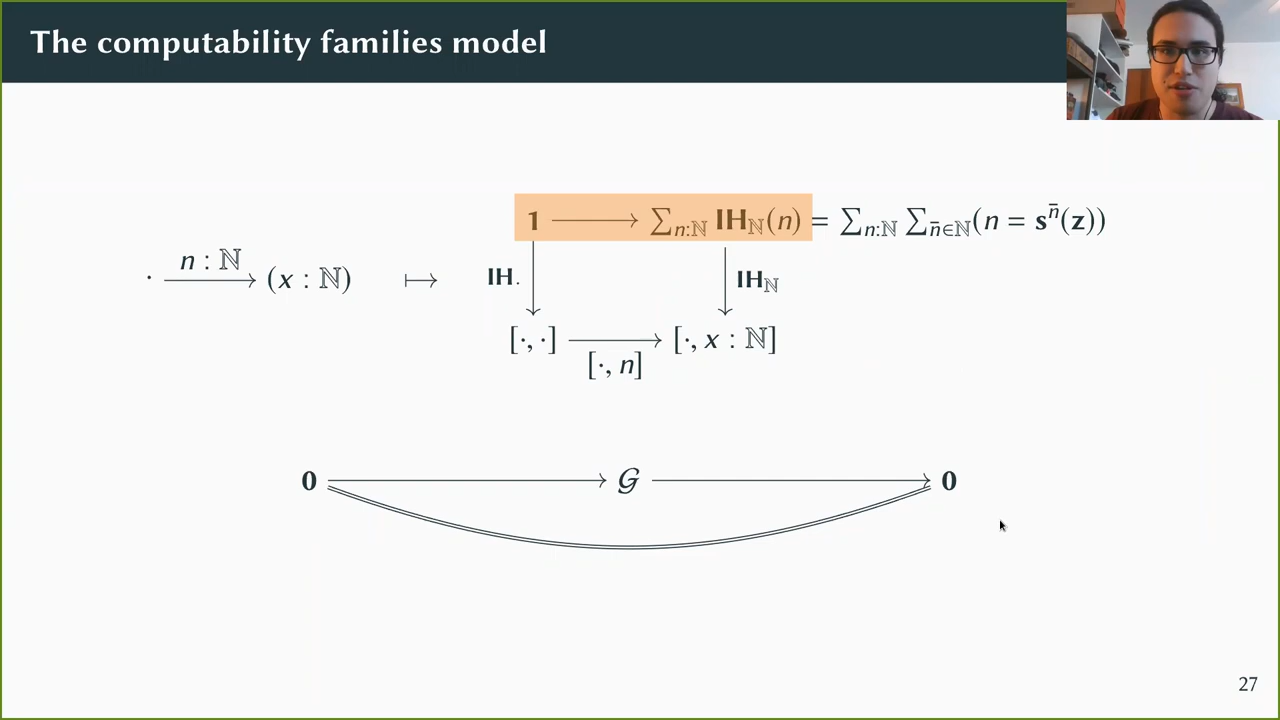 The computability families model
𝟏 ⟶ ∑ₙ:ℕ 𝐈𝐇_ℕ(n) = ∑ₙ:ℕ ∑_{n̄∈ℕ}(n = 𝐬^{n̄}(𝐳))
· n : ℕ ⟶ (x : ℕ) ↦ 𝐈𝐇. 𝐈𝐇_ℕ
[·, ·] ⟶ [·, x : ℕ]
[·, n]
𝟎 ⟶ 𝒢 ⟶ 𝟎
27